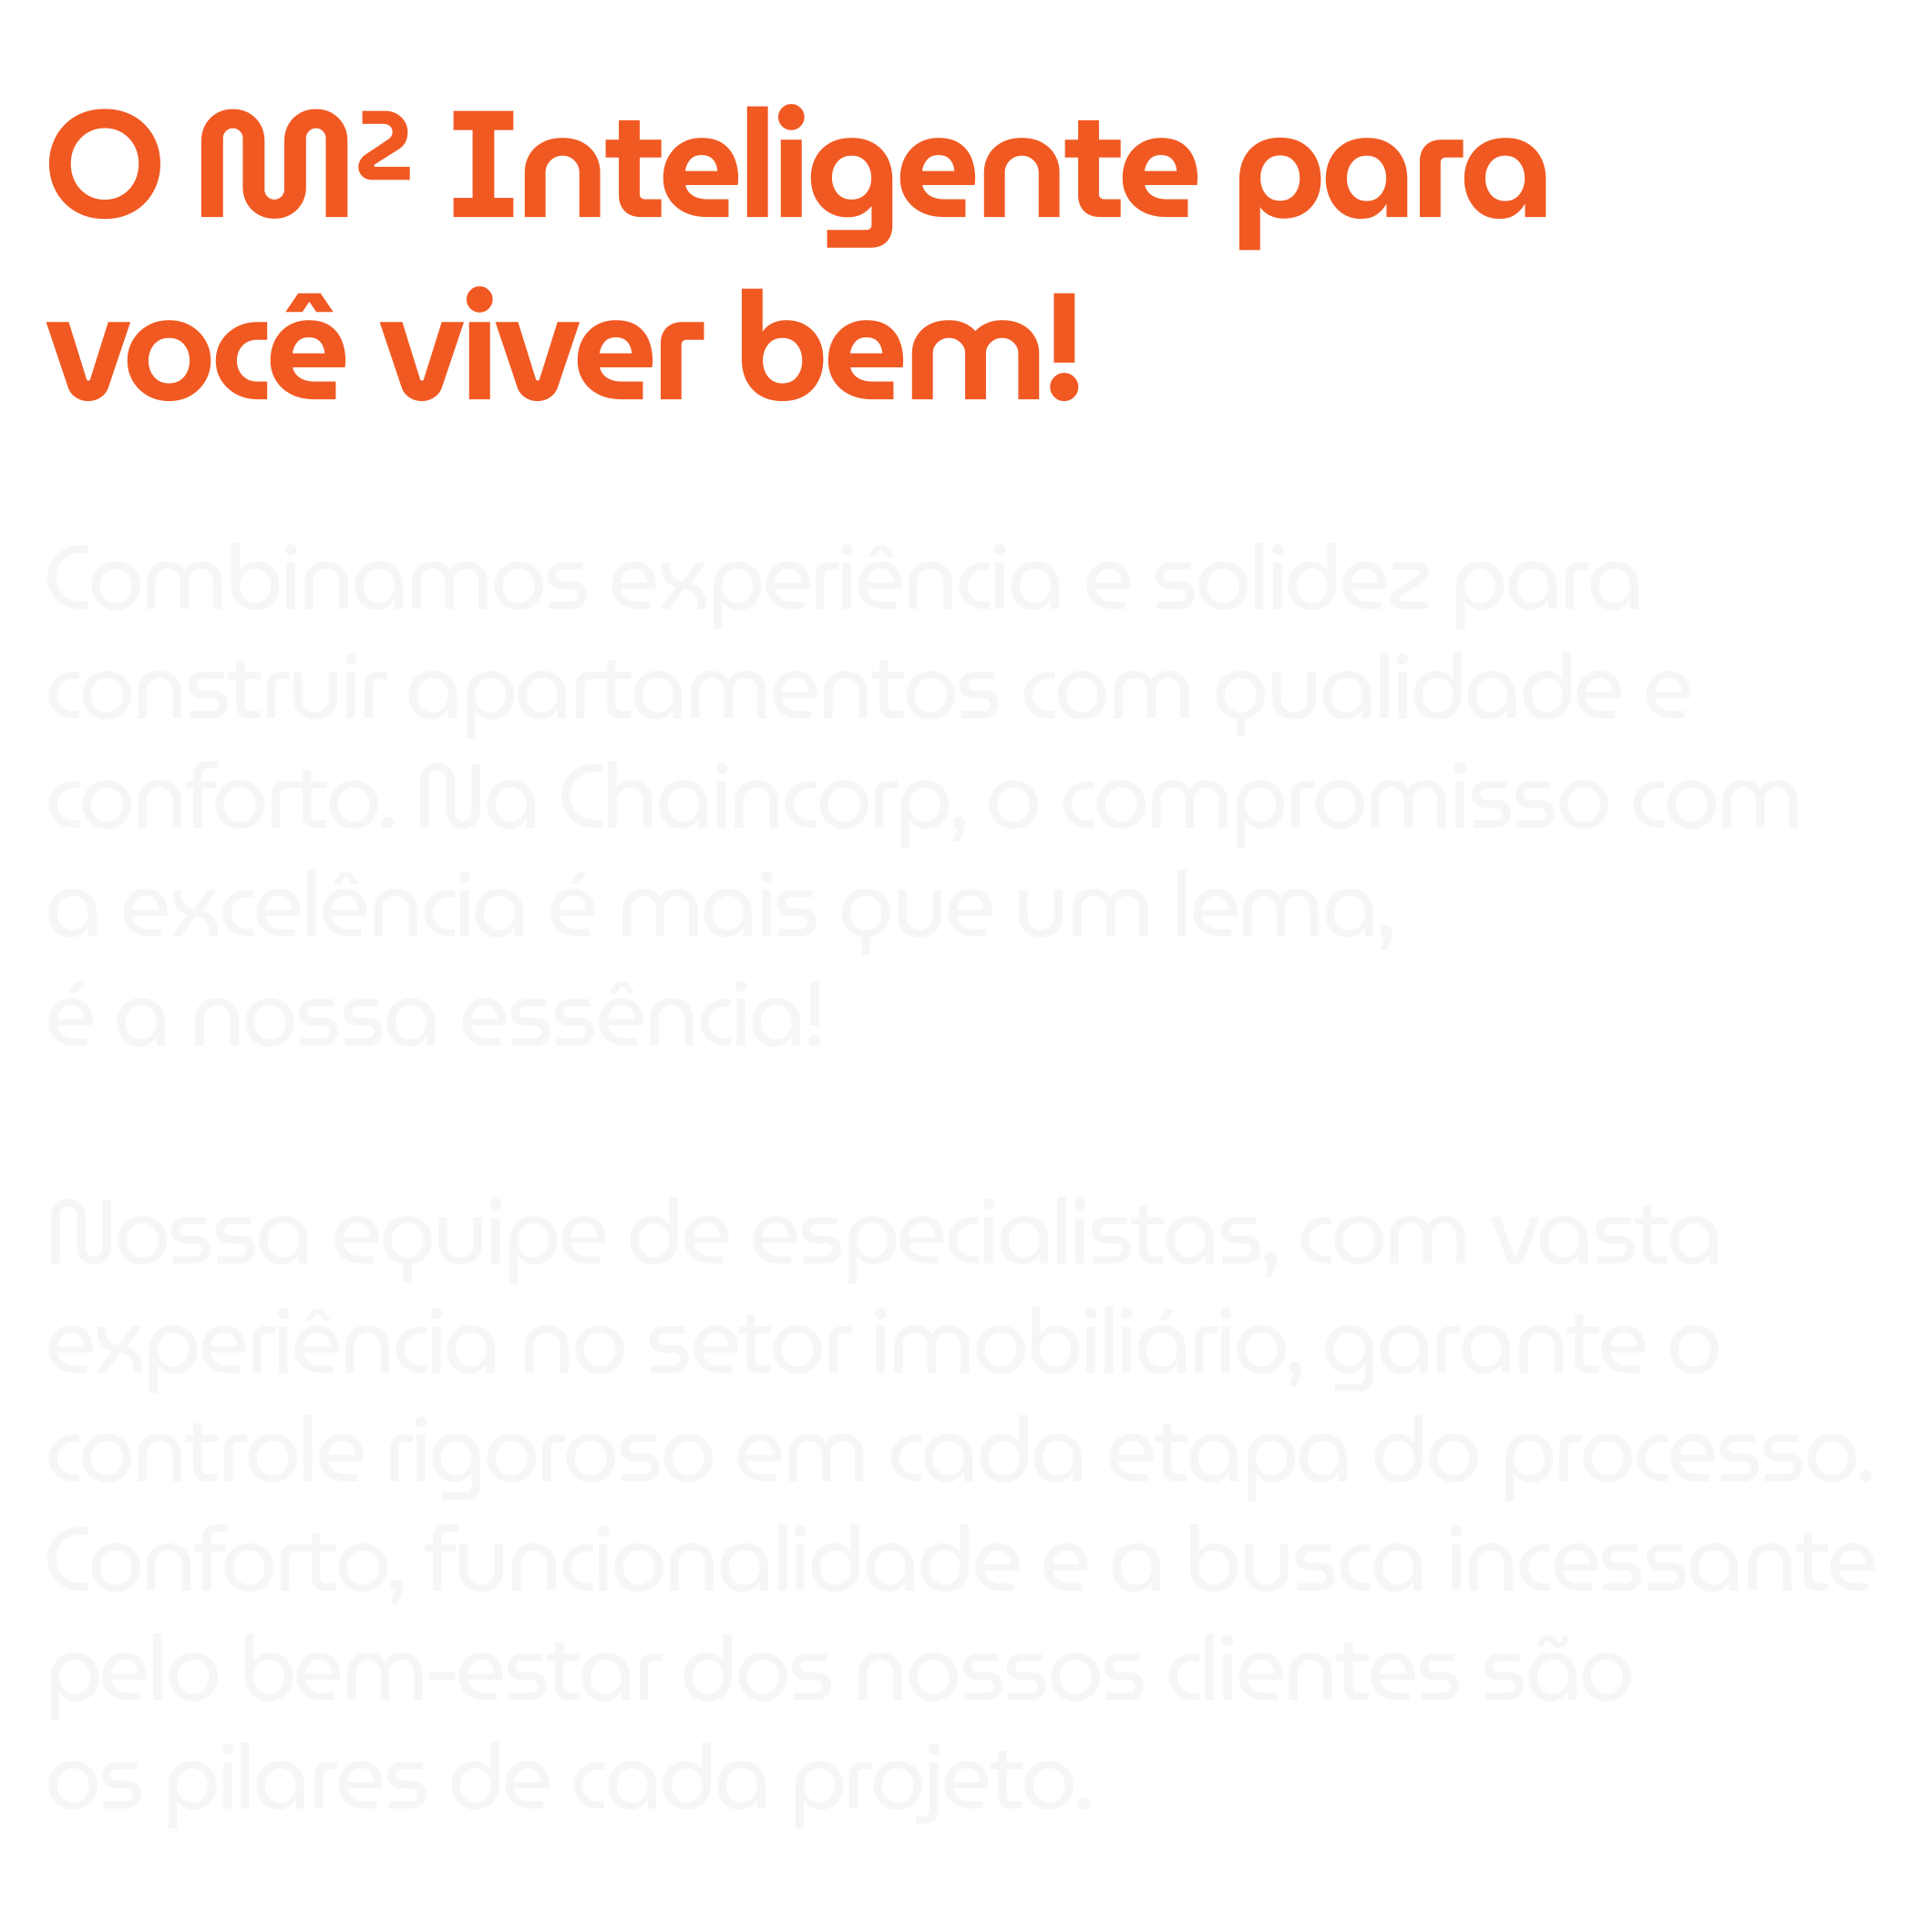 O M² Inteligente para
você viver bem!
Combinamos experiência e solidez para
construir apartamentos com qualidade e
conforto. Na Chaincorp, o compromisso com
a excelência é mais que um lema,
é a nossa essência!
Nossa equipe de especialistas, com vasta
experiência no setor imobiliário, garante o
controle rigoroso em cada etapa do processo.
Conforto, funcionalidade e a busca incessante
pelo bem-estar dos nossos clientes são
os pilares de cada projeto.